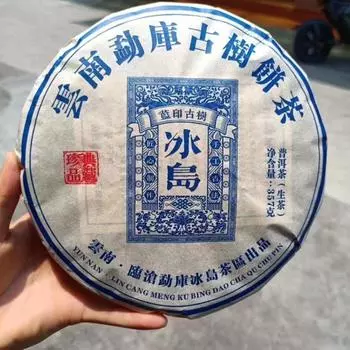 雲南勐庫古樹餅茶
藍印古樹
冰島
普洱茶（生茶）
净含量：357克
珍品
雲南·臨滄勐庫冰島茶區出品
YUN NAN LIN CANG MENG KU BING DAO CHA QU CHU PIN